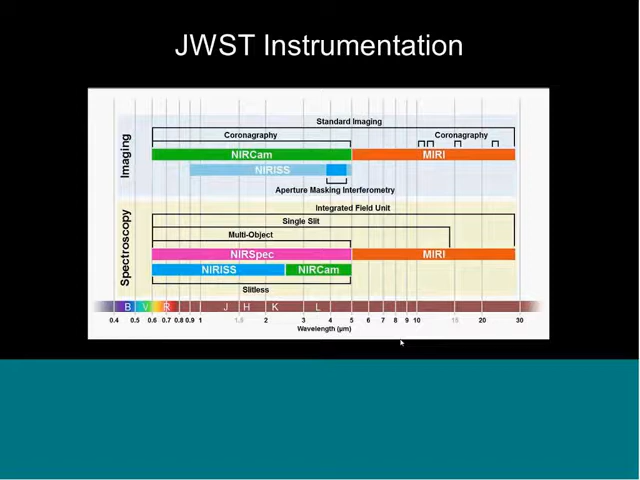 JWST Instrumentation
Imaging
Standard Imaging
Coronagraphy
Coronagraphy
NIRCam
MIRI
NIRISS
Aperture Masking Interferometry
Spectroscopy
Integrated Field Unit
Single Slit
Multi-Object
NIRSpec
MIRI
NIRISS
NIRCam
Slitless
B V R J H K L
0.4 0.5 0.6 0.7 0.8 0.9 1 1.5 2 3 4 5 6 7 8 9 10 15 20 30
Wavelength (μm)